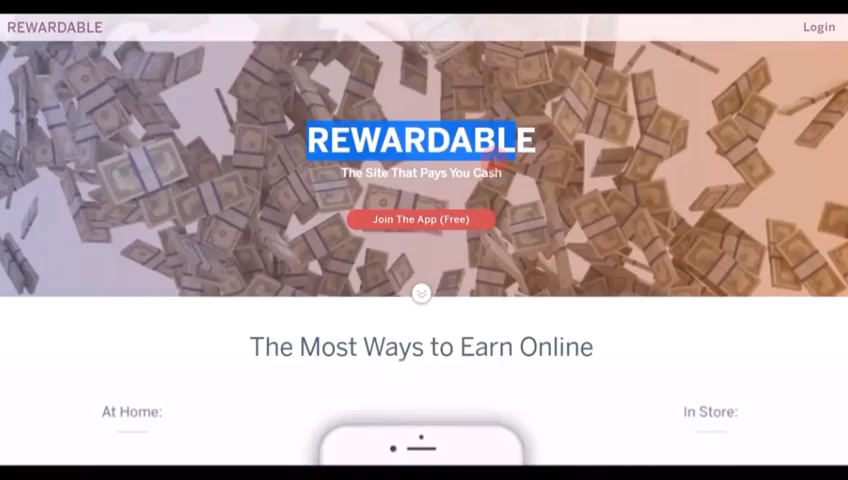 REWARDABLE
Login
REWARDABLE
The Site That Pays You Cash
Join The App (Free)
The Most Ways to Earn Online
At Home:
In Store: